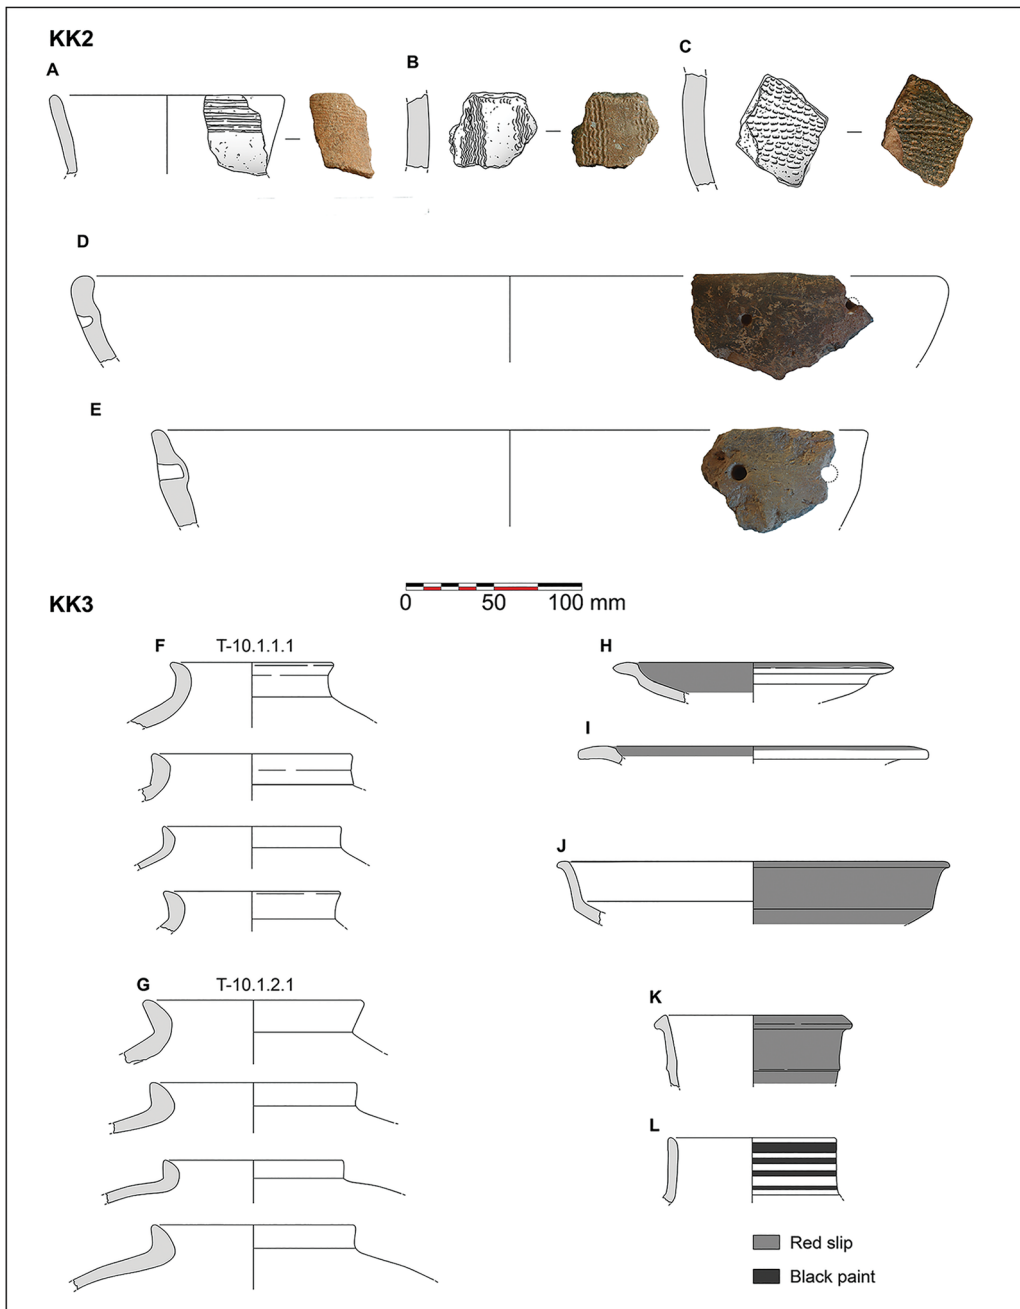 KK2
A
B
C
D
E
0 50 100 mm
KK3
F T-10.1.1.1
H
I
J
G T-10.1.2.1
K
L
Red slip
Black paint